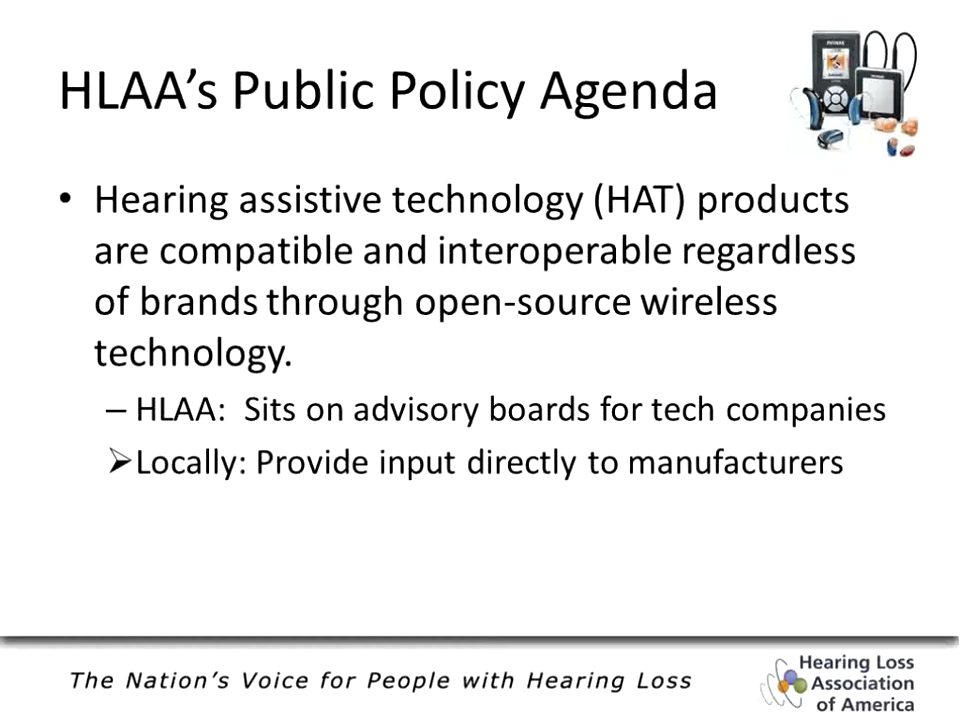 HLAA's Public Policy Agenda
• Hearing assistive technology (HAT) products
are compatible and interoperable regardless
of brands through open-source wireless
technology.
– HLAA:  Sits on advisory boards for tech companies
➢Locally: Provide input directly to manufacturers
The Nation's Voice for People with Hearing Loss
Hearing Loss
Association
of America